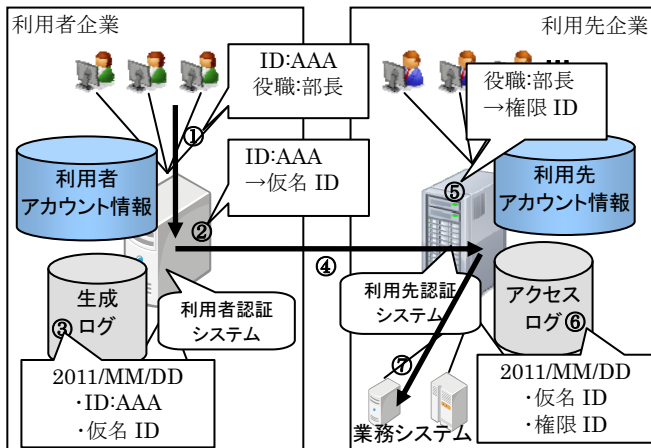 利用者企業
利用先企業
ID:AAA
役職:部長
役職:部長
→権限 ID
①
ID:AAA
→仮名 ID
利用者
アカウント情報
②
⑤
利用先
アカウント情報
④
生成
ログ
③
利用者認証
システム
利用先認証
システム
アクセス
ログ⑥
⑦
2011/MM/DD
・ID:AAA
・仮名 ID
2011/MM/DD
・仮名 ID
・権限 ID
業務システム